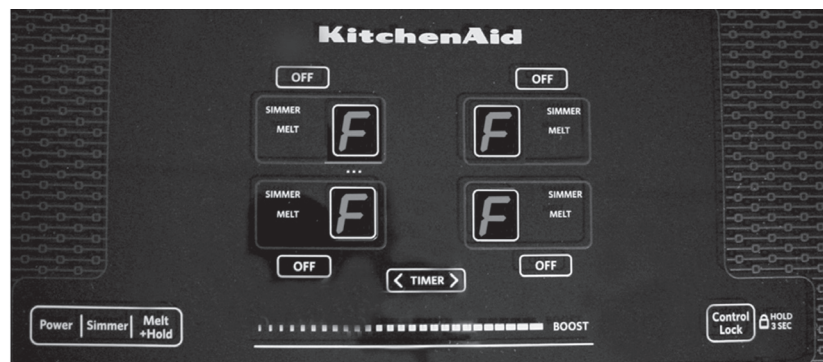 KitchenAid
OFF
OFF
SIMMER
MELT
F
F
SIMMER
MELT
SIMMER
MELT
F
F
SIMMER
MELT
OFF
< TIMER >
OFF
Power
Simmer
Melt
+Hold
BOOST
Control
Lock
HOLD
3 SEC